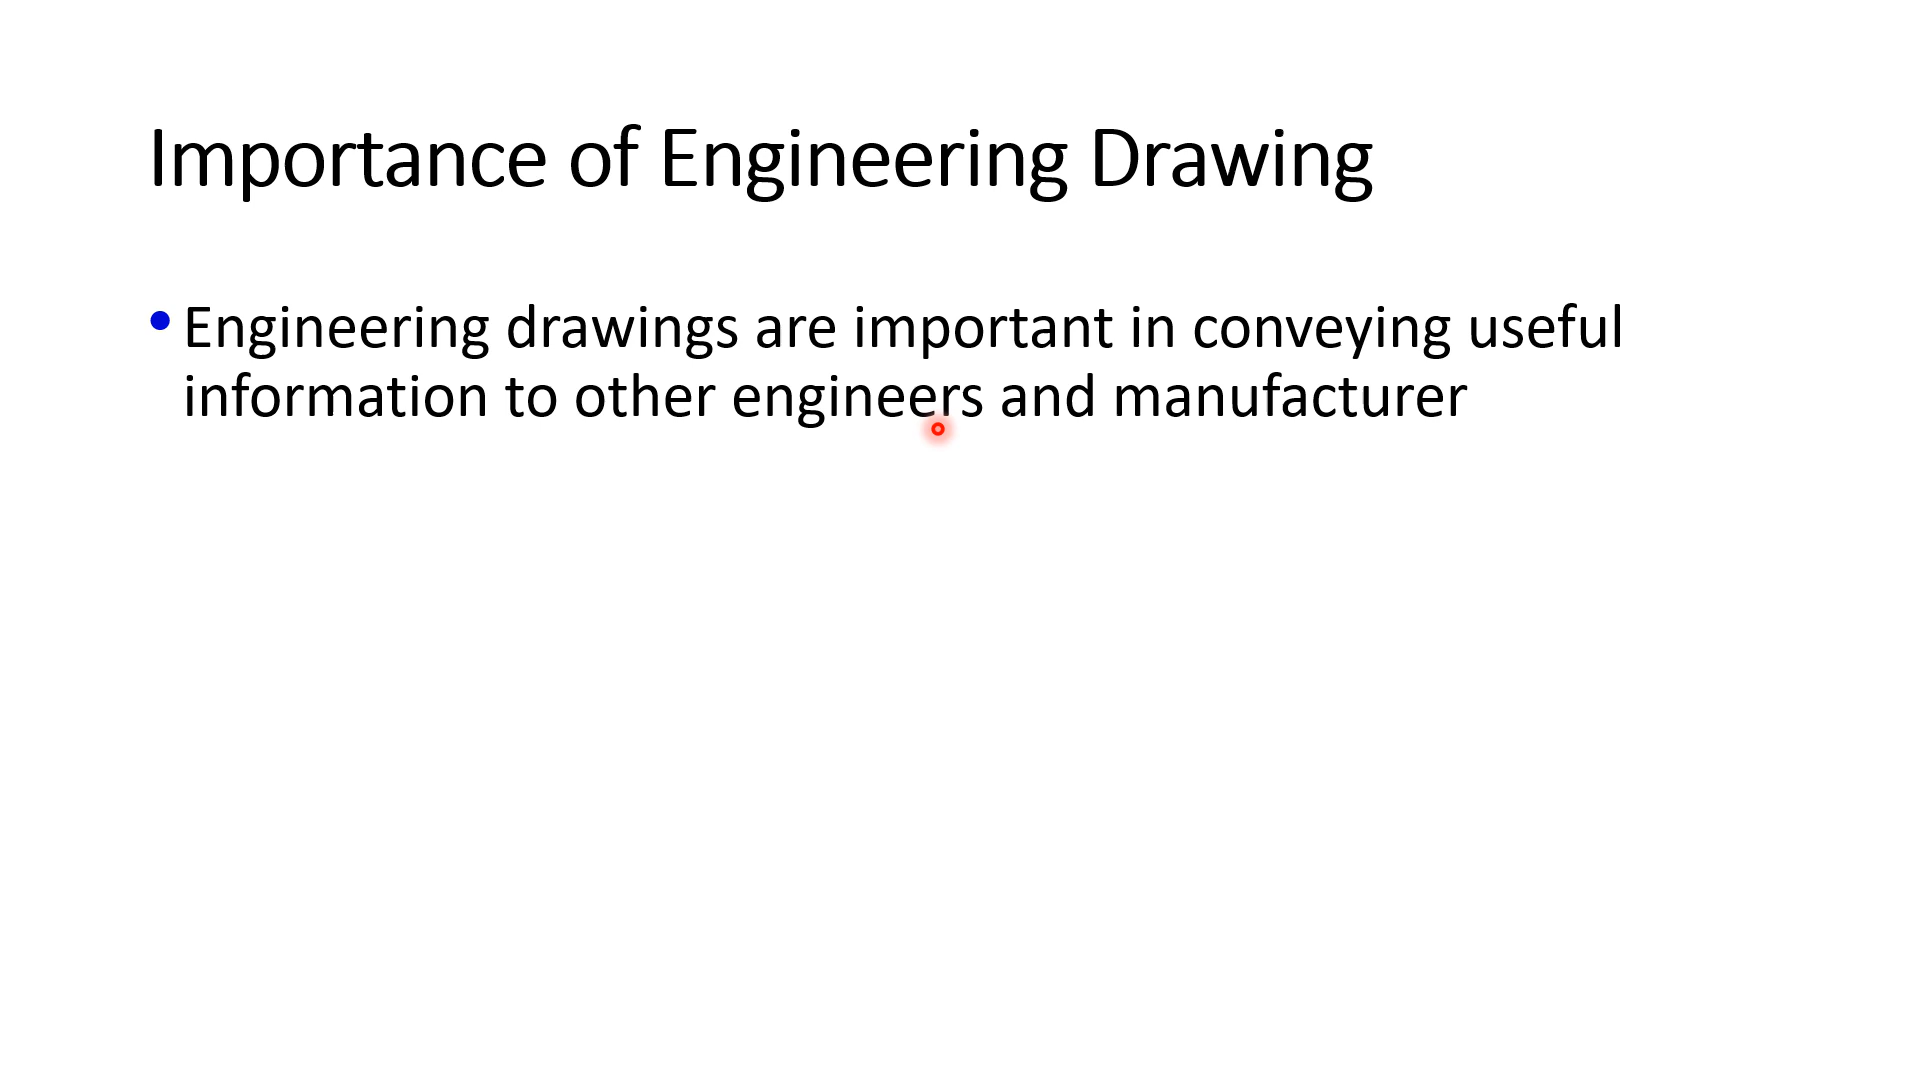 Importance of Engineering Drawing
• Engineering drawings are important in conveying useful
information to other engineers and manufacturer